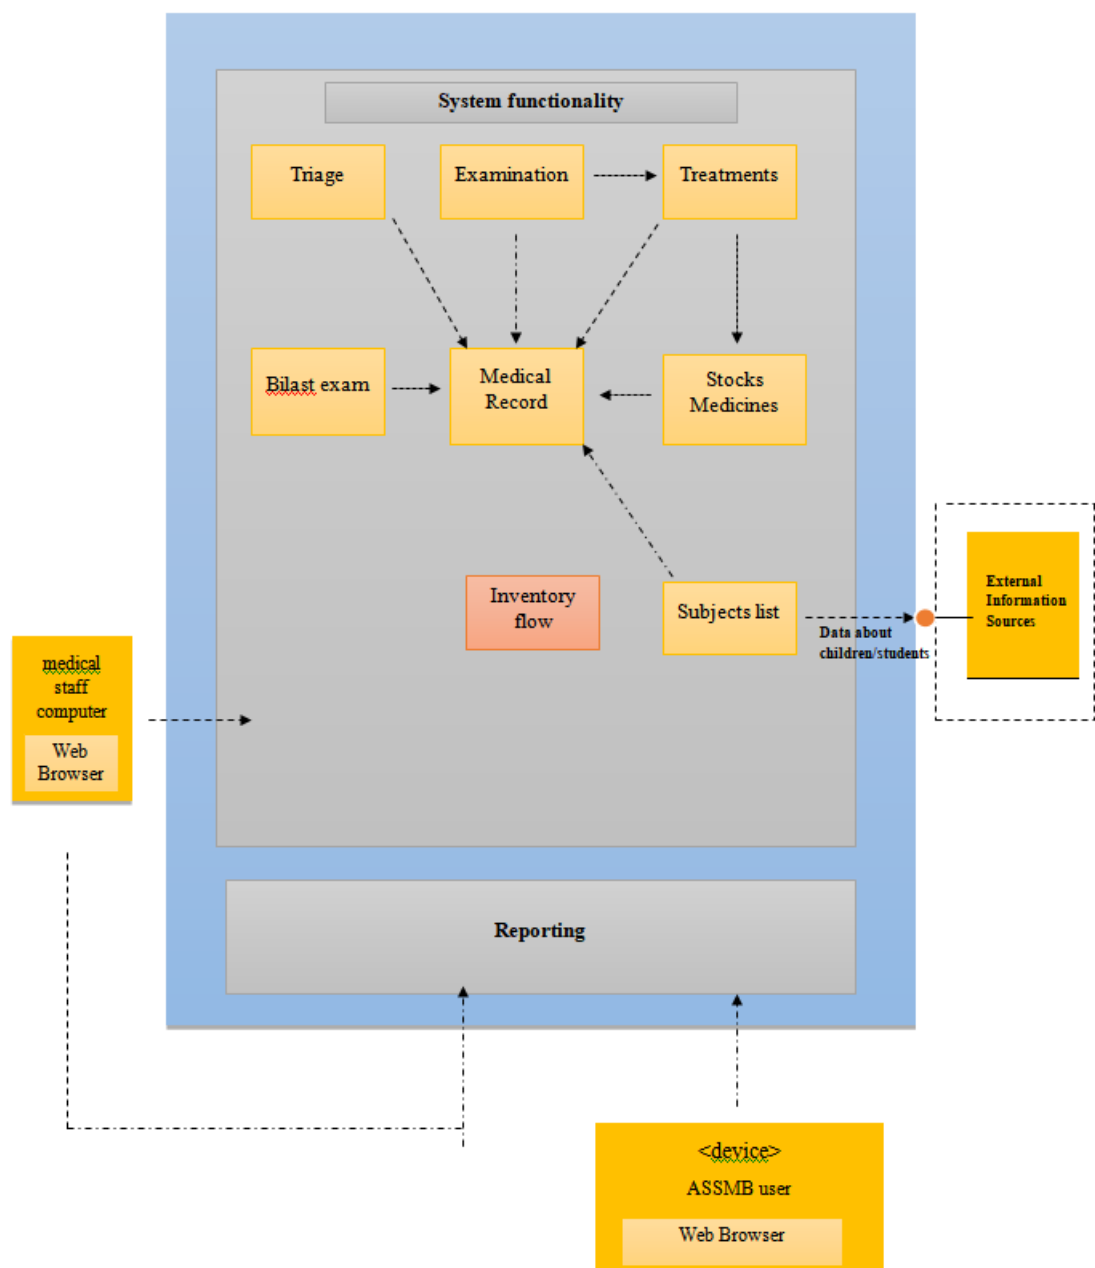 System functionality
Triage
Examination
Treatments
Bilast exam
Medical
Record
Stocks
Medicines
Inventory
flow
Subjects list
Data about
children/students
External
Information
Sources
medical
staff
computer
Web
Browser
Reporting
<device>
ASSMB user
Web Browser